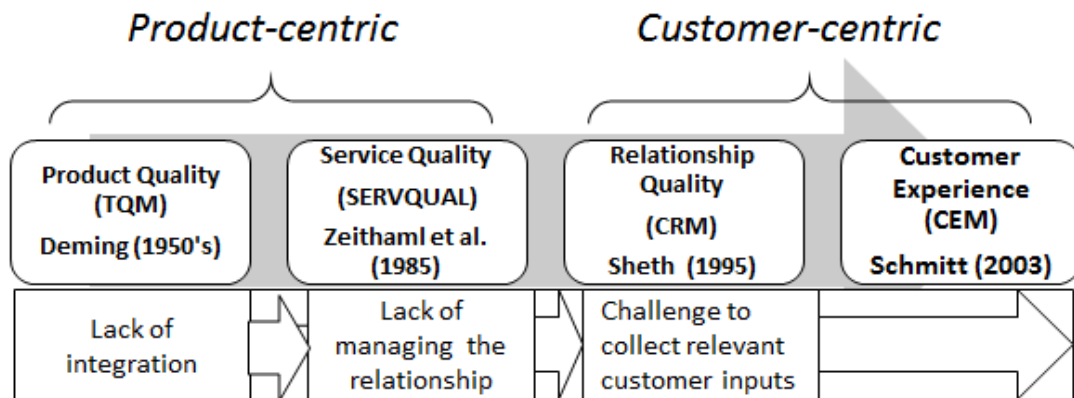 Product-centric
Customer-centric
Product Quality
(TQM)
Deming (1950's)
Service Quality
(SERVQUAL)
Zeithaml et al.
(1985)
Relationship
Quality
(CRM)
Sheth (1995)
Customer
Experience
(CEM)
Schmitt (2003)
Lack of
integration
Lack of
managing the
relationship
Challenge to
collect relevant
customer inputs